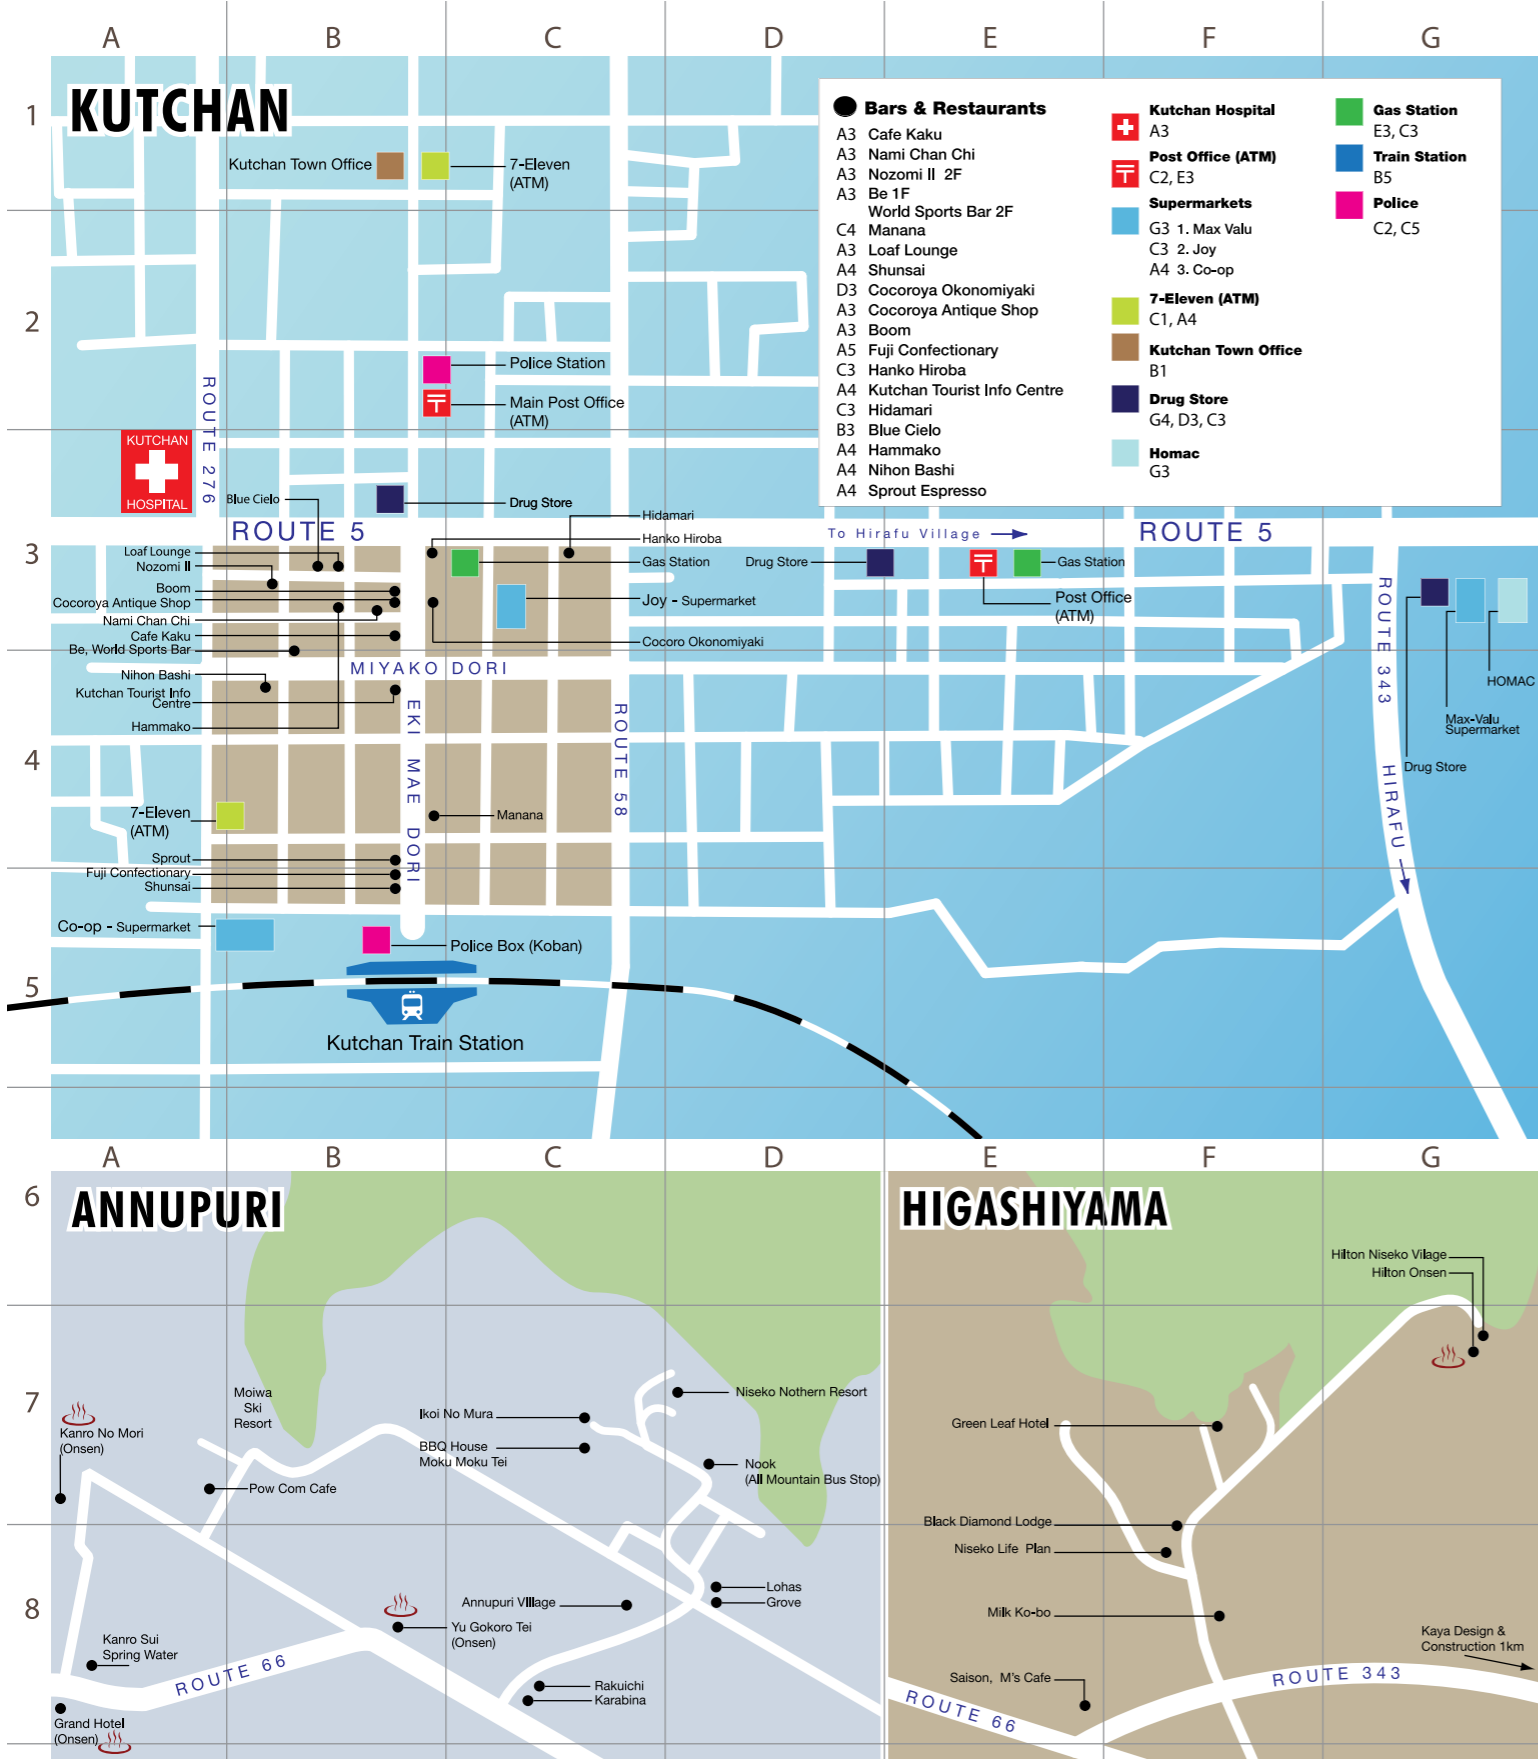 A B C D E F G
KUTCHAN
1
2
3
4
5
Kutchan Town Office
7-Eleven
(ATM)
Police Station
Main Post Office
(ATM)
ROUTE 276
KUTCHAN
HOSPITAL
Blue Cielo
Drug Store
ROUTE 5
Hidamari
Hanko Hiroba
Gas Station
Joy - Supermarket
Cocoro Okonomiyaki
Loaf Lounge
Nozomi II
Boom
Cocoroya Antique Shop
Nami Chan Chi
Cafe Kaku
Be, World Sports Bar
MIYAKO DORI
Nihon Bashi
Kutchan Tourist Info
Centre
Hammako
EKI MAE DORI
ROUTE 58
7-Eleven
(ATM)
Manana
Sprout
Fuji Confectionary
Shunsai
Co-op - Supermarket
Police Box (Koban)
Kutchan Train Station
To Hirafu Village
ROUTE 5
Drug Store
Gas Station
Post Office
(ATM)
ROUTE 343
HIRAFU
HOMAC
Max-Valu
Supermarket
Drug Store
Bars & Restaurants
A3 Cafe Kaku
A3 Nami Chan Chi
A3 Nozomi II 2F
A3 Be 1F
World Sports Bar 2F
C4 Manana
A3 Loaf Lounge
A4 Shunsai
D3 Cocoroya Okonomiyaki
A3 Cocoroya Antique Shop
A3 Boom
A5 Fuji Confectionary
C3 Hanko Hiroba
A4 Kutchan Tourist Info Centre
C3 Hidamari
B3 Blue Cielo
A4 Hammako
A4 Nihon Bashi
A4 Sprout Espresso
Kutchan Hospital
A3
Post Office (ATM)
C2, E3
Supermarkets
G3 1. Max Valu
C3 2. Joy
A4 3. Co-op
7-Eleven (ATM)
C1, A4
Kutchan Town Office
B1
Drug Store
G4, D3, C3
Homac
G3
Gas Station
E3, C3
Train Station
B5
Police
C2, C5
A B C D E F G
6
7
8
ANNUPURI
Moiwa
Ski
Resort
Kanro No Mori
(Onsen)
Pow Com Cafe
Ikoi No Mura
BBQ House
Moku Moku Tei
Niseko Nothern Resort
Nook
(All Mountain Bus Stop)
Lohas
Grove
Annupuri VIllage
Yu Gokoro Tei
(Onsen)
Kanro Sui
Spring Water
ROUTE 66
Rakuichi
Karabina
Grand Hotel
(Onsen)
HIGASHIYAMA
Hilton Niseko Vilage
Hilton Onsen
Green Leaf Hotel
Black Diamond Lodge
Niseko Life Plan
Milk Ko-bo
Kaya Design &
Construction 1km
Saison, M's Cafe
ROUTE 343
ROUTE 66